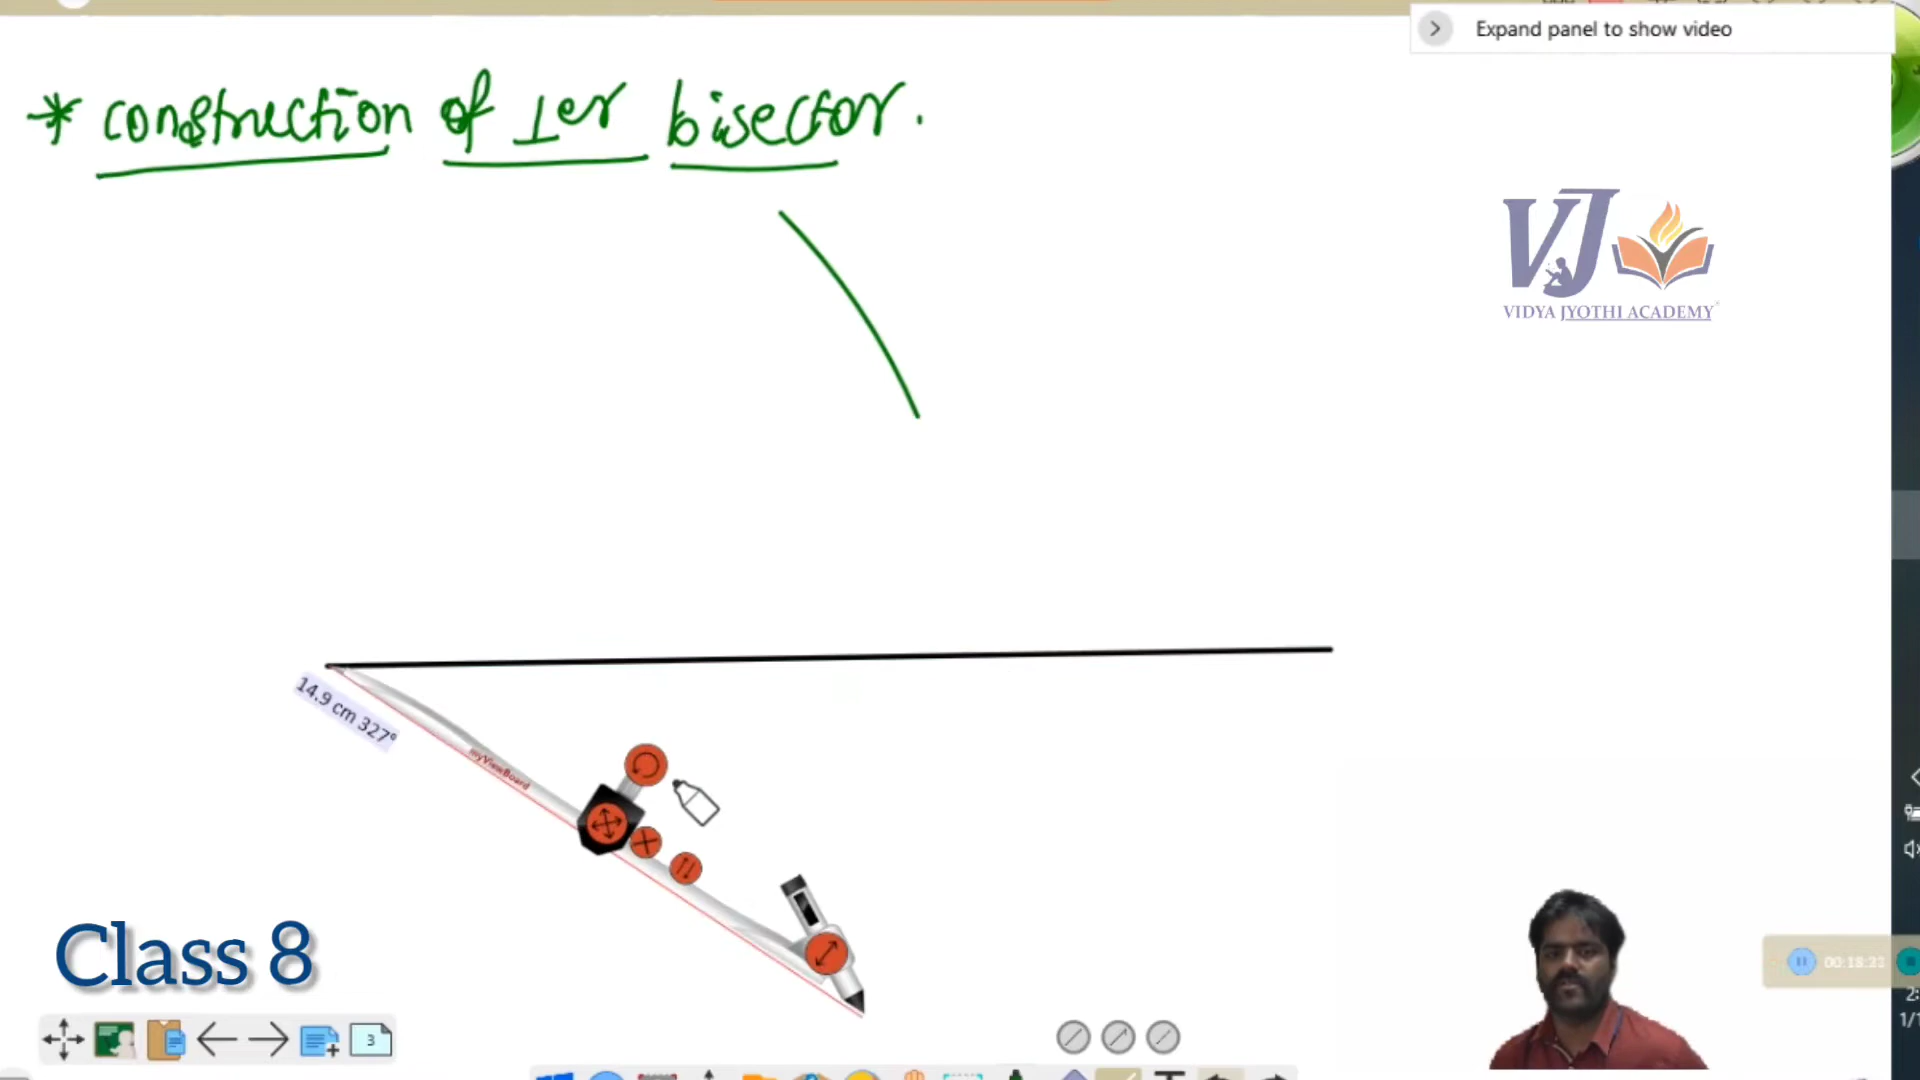 Expand panel to show video
* construction of ⊥er bisector.
VJ
VIDYA JYOTHI ACADEMY
14.9 cm 327°
myViewBoard
Class 8
3